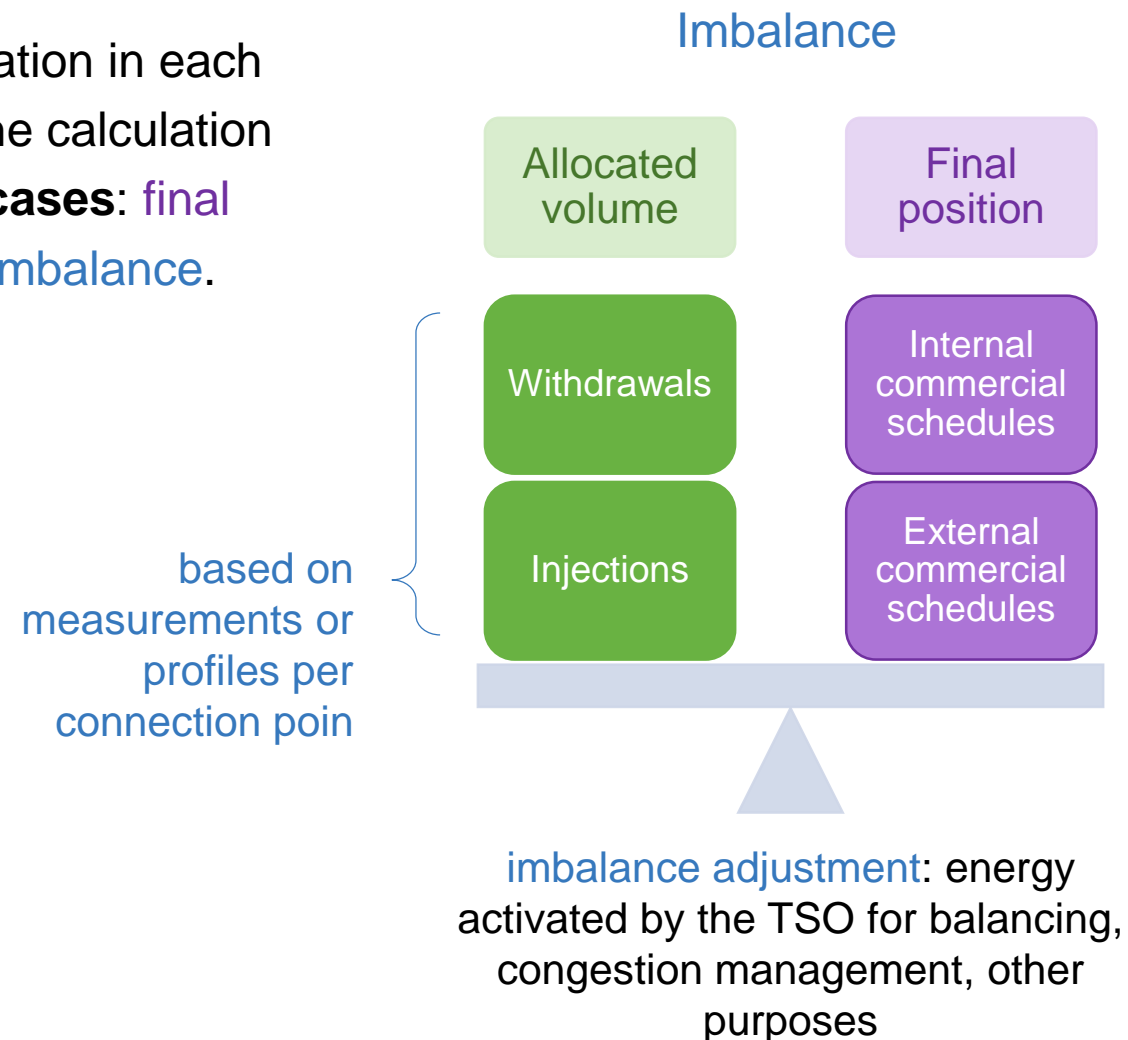 ation in each
ne calculation
cases: final
imbalance.
Imbalance
Allocated
volume
Final
position
Withdrawals
Internal
commercial
schedules
Injections
External
commercial
schedules
based on
measurements or
profiles per
connection poin
imbalance adjustment: energy
activated by the TSO for balancing,
congestion management, other
purposes